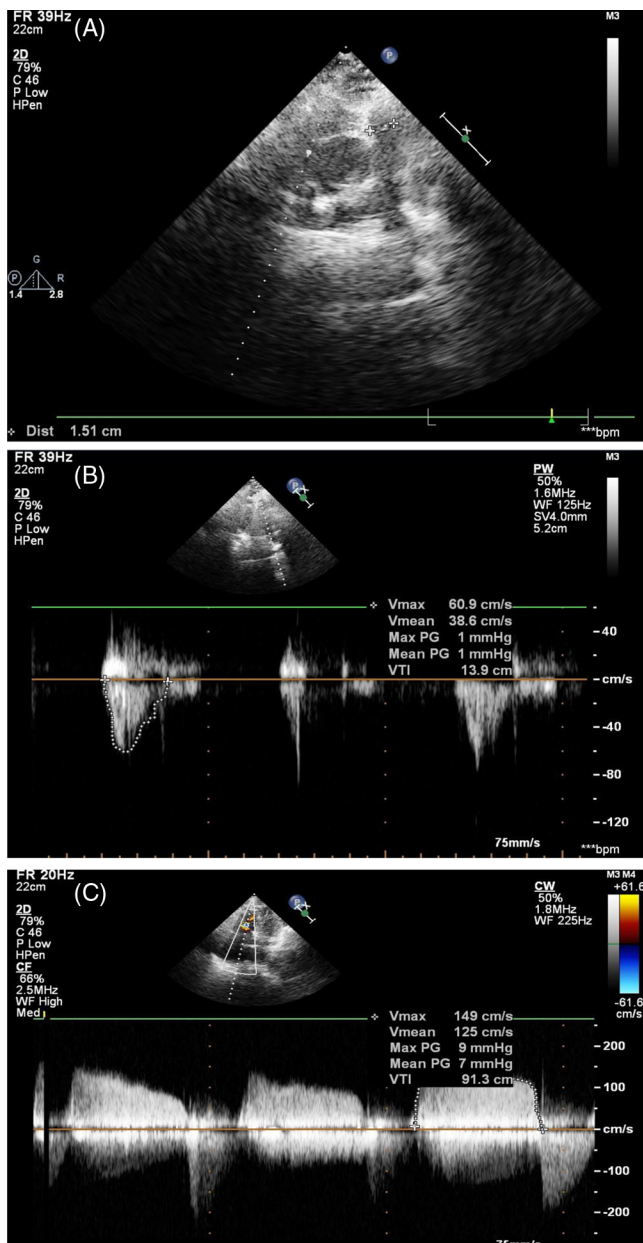 FR 39Hz
22cm
(A)
M3
2D
79%
C 46
P Low
HPen
P
G
P
R
1.4
2.8
Dist 1.51 cm
***bpm
FR 39Hz
22cm
(B)
M3
2D
79%
C 46
P Low
HPen
P
PW
50%
1.6MHz
WF 125Hz
SV4.0mm
5.2cm
Vmax 60.9 cm/s
Vmean 38.6 cm/s
Max PG 1 mmHg
Mean PG 1 mmHg
VTI 13.9 cm
40
cm/s
-40
-80
-120
75mm/s
***bpm
FR 20Hz
22cm
(C)
M3 M4
+61.6
2D
79%
C 46
P Low
HPen
CF
66%
2.5MHz
WF High
Med
P
CW
50%
1.8MHz
WF 225Hz
-61.6
cm/s
Vmax 149 cm/s
Vmean 125 cm/s
Max PG 9 mmHg
Mean PG 7 mmHg
VTI 91.3 cm
200
100
cm/s
-100
-200
75mm/s